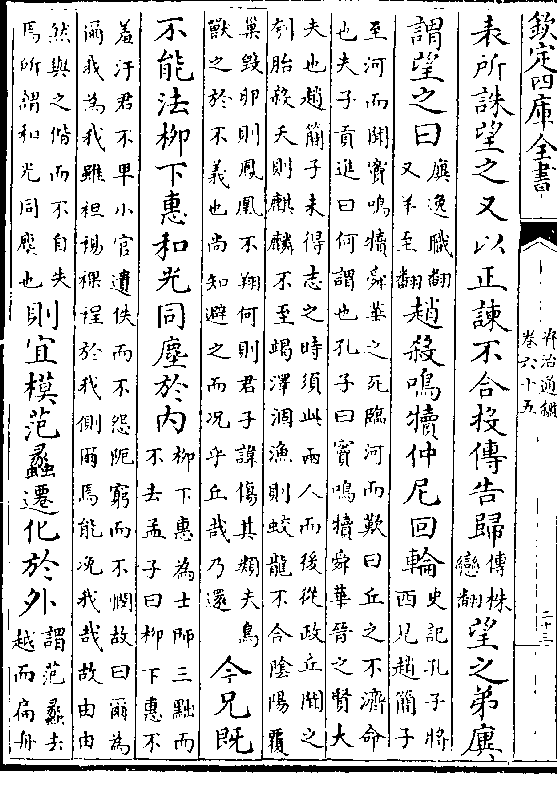 欽定四庫全書
資治通鑑
卷六十五
二十三
表所誅望之又以正諫不合投傳告歸
傳株
戀翻
望之弟廙
謂望之曰
廙逸職翻
又羊至翻
趙殺鳴犢仲尼回輪
史記孔子將
西見趙簡子
至河而聞竇鳴犢舜華之死臨河而歎曰丘之不濟命
也夫子貢進曰何謂也孔子曰竇鳴犢舜華晉之賢大
夫也趙簡子未得志之時須此兩人而後從政丘聞之
刳胎殺夭則麒麟不至竭澤涸漁則蛟龍不合陰陽覆
巢毀卵則鳳凰不翔何則君子諱傷其類夫鳥
獸之於不義也尚知避之而况乎丘哉乃還
今兄既
不能法柳下惠和光同塵於内
柳下惠為士師三黜而
不去孟子曰柳下惠不
羞汙君不卑小官遺佚而不怨阨窮而不憫故曰爾為
爾我為我雖袒裼裸裎於我側爾焉能浼我哉故由由
然與之偕而不自失
焉所謂和光同塵也
則宜模范蠡遷化於外
謂范蠡去
越而扁舟